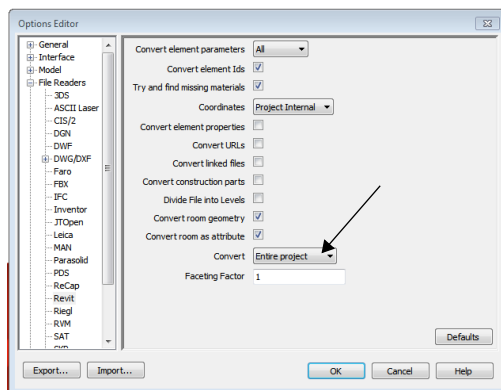 Options Editor
General
Interface
Model
File Readers
3DS
ASCII Laser
CIS/2
DGN
DWF
DWG/DXF
Faro
FBX
IFC
Inventor
JTOpen
Leica
MAN
Parasolid
PDS
ReCap
Revit
Riegl
RVM
SAT
Convert element parameters All
Convert element Ids
Try and find missing materials
Coordinates Project Internal
Convert element properties
Convert URLs
Convert linked files
Convert construction parts
Divide File into Levels
Convert room geometry
Convert room as attribute
Convert Entire project
Faceting Factor 1
Defaults
Export... Import... OK Cancel Help